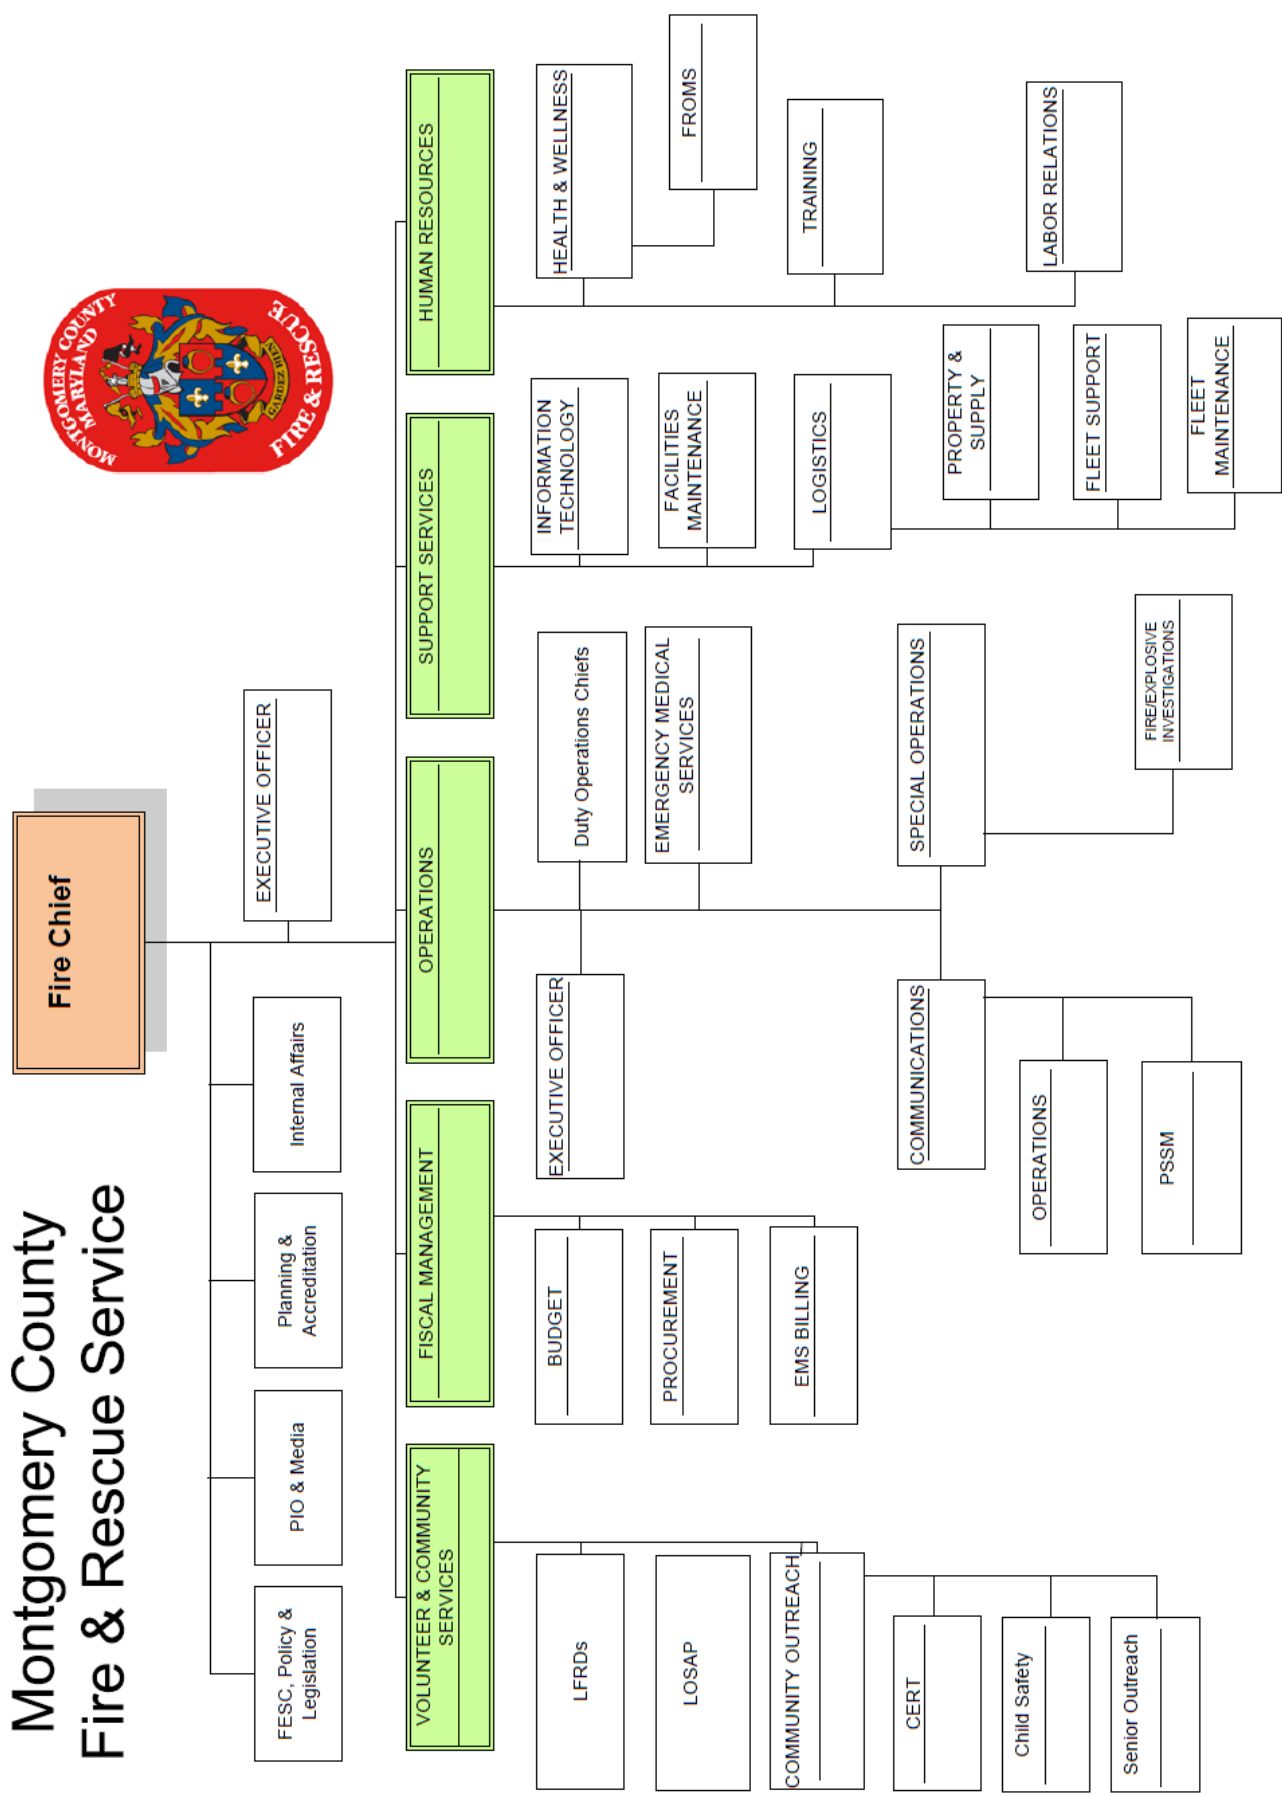 Montgomery County
Fire & Rescue Service
Fire Chief
MONTGOMERY COUNTY
MARYLAND
GARDEZ BIEN
FIRE & RESCUE
EXECUTIVE OFFICER
FESC, Policy &
Legislation
PIO & Media
Planning &
Accreditation
Internal Affairs
VOLUNTEER & COMMUNITY
SERVICES
FISCAL MANAGEMENT
OPERATIONS
SUPPORT SERVICES
HUMAN RESOURCES
LFRDs
LOSAP
COMMUNITY OUTREACH
CERT
Child Safety
Senior Outreach
BUDGET
PROCUREMENT
EMS BILLING
EXECUTIVE OFFICER
Duty Operations Chiefs
EMERGENCY MEDICAL
SERVICES
COMMUNICATIONS
OPERATIONS
PSSM
SPECIAL OPERATIONS
FIRE/EXPLOSIVE
INVESTIGATIONS
INFORMATION
TECHNOLOGY
FACILITIES
MAINTENANCE
LOGISTICS
PROPERTY &
SUPPLY
FLEET SUPPORT
FLEET
MAINTENANCE
HEALTH & WELLNESS
FROMS
TRAINING
LABOR RELATIONS